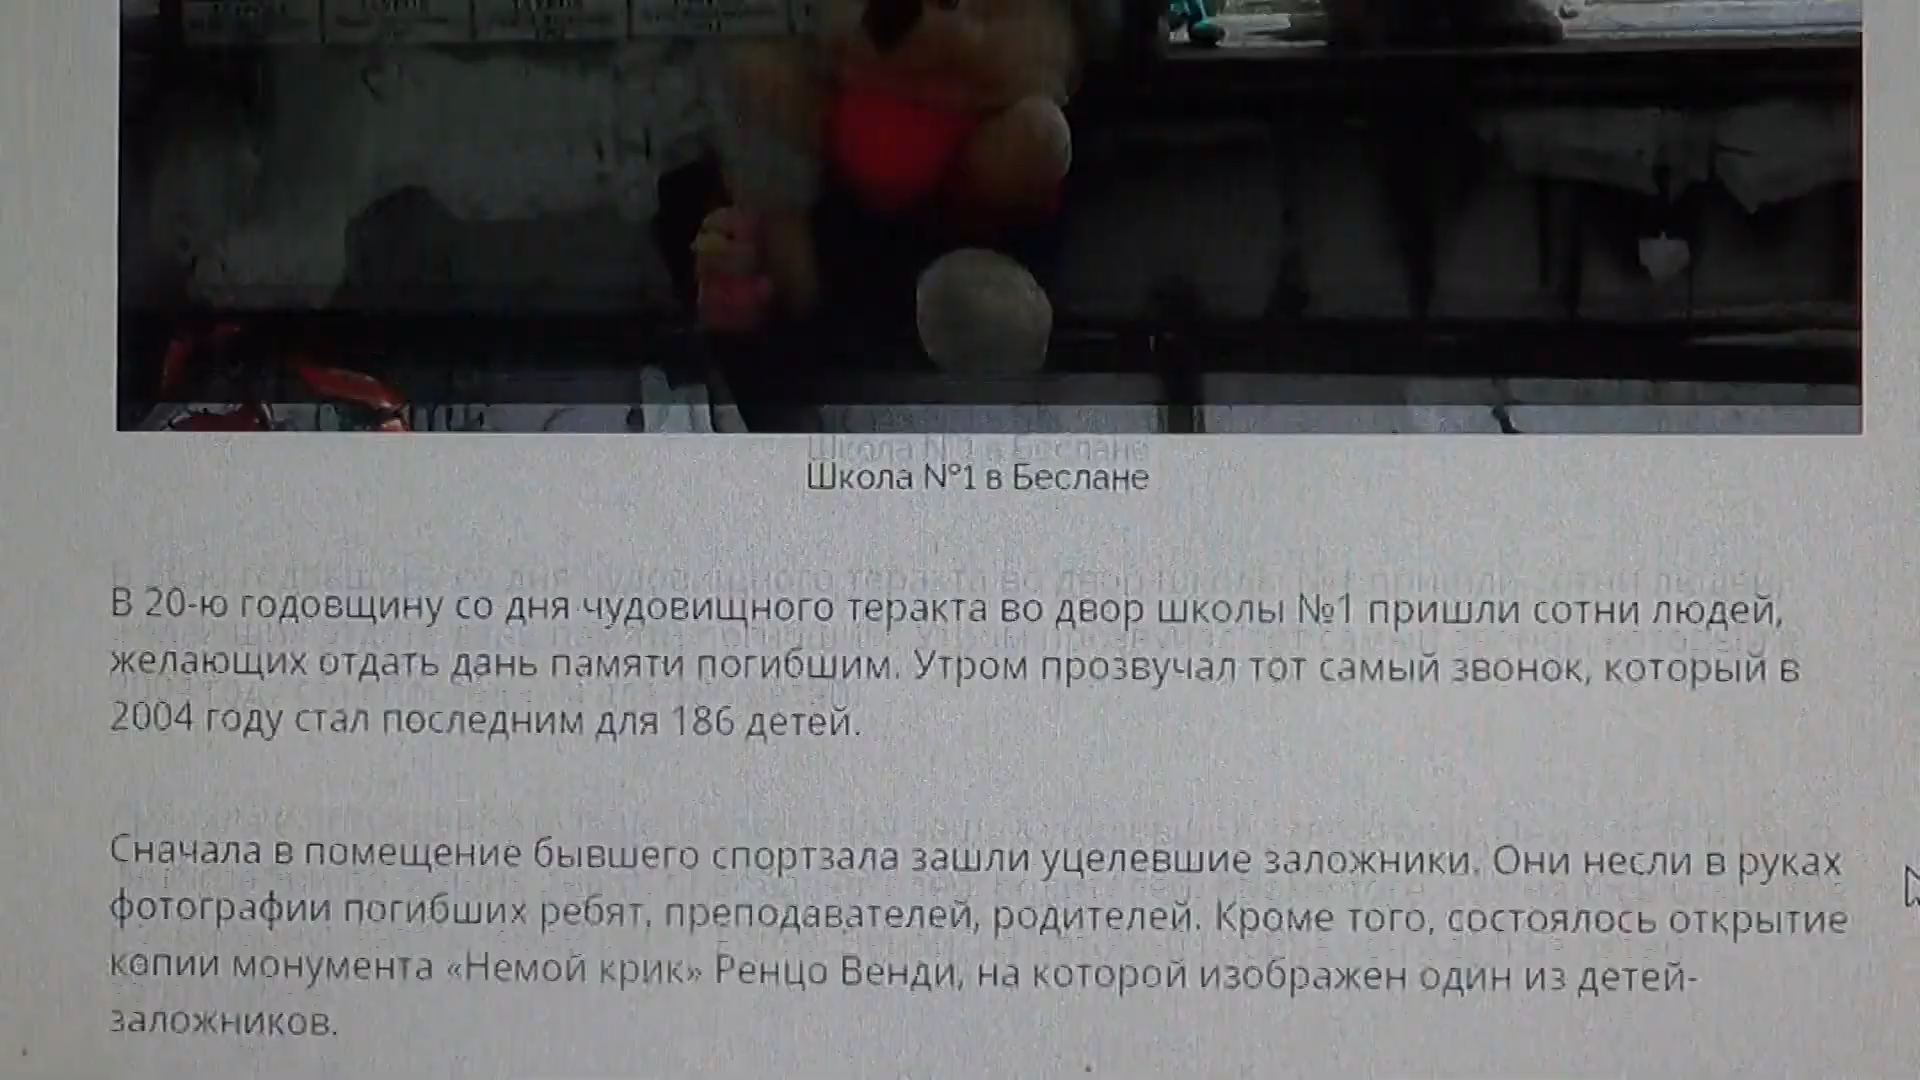 Школа №1 в Беслане
В 20-ю годовщину со дня чудовищного теракта во двор школы №1 пришли сотни людей,
желающих отдать дань памяти погибшим. Утром прозвучал тот самый звонок, который в
2004 году стал последним для 186 детей.
Сначала в помещение бывшего спортзала зашли уцелевшие заложники. Они несли в руках
фотографии погибших ребят, преподавателей, родителей. Кроме того, состоялось открытие
копии монумента «Немой крик» Ренцо Венди, на которой изображен один из детей-
заложников.